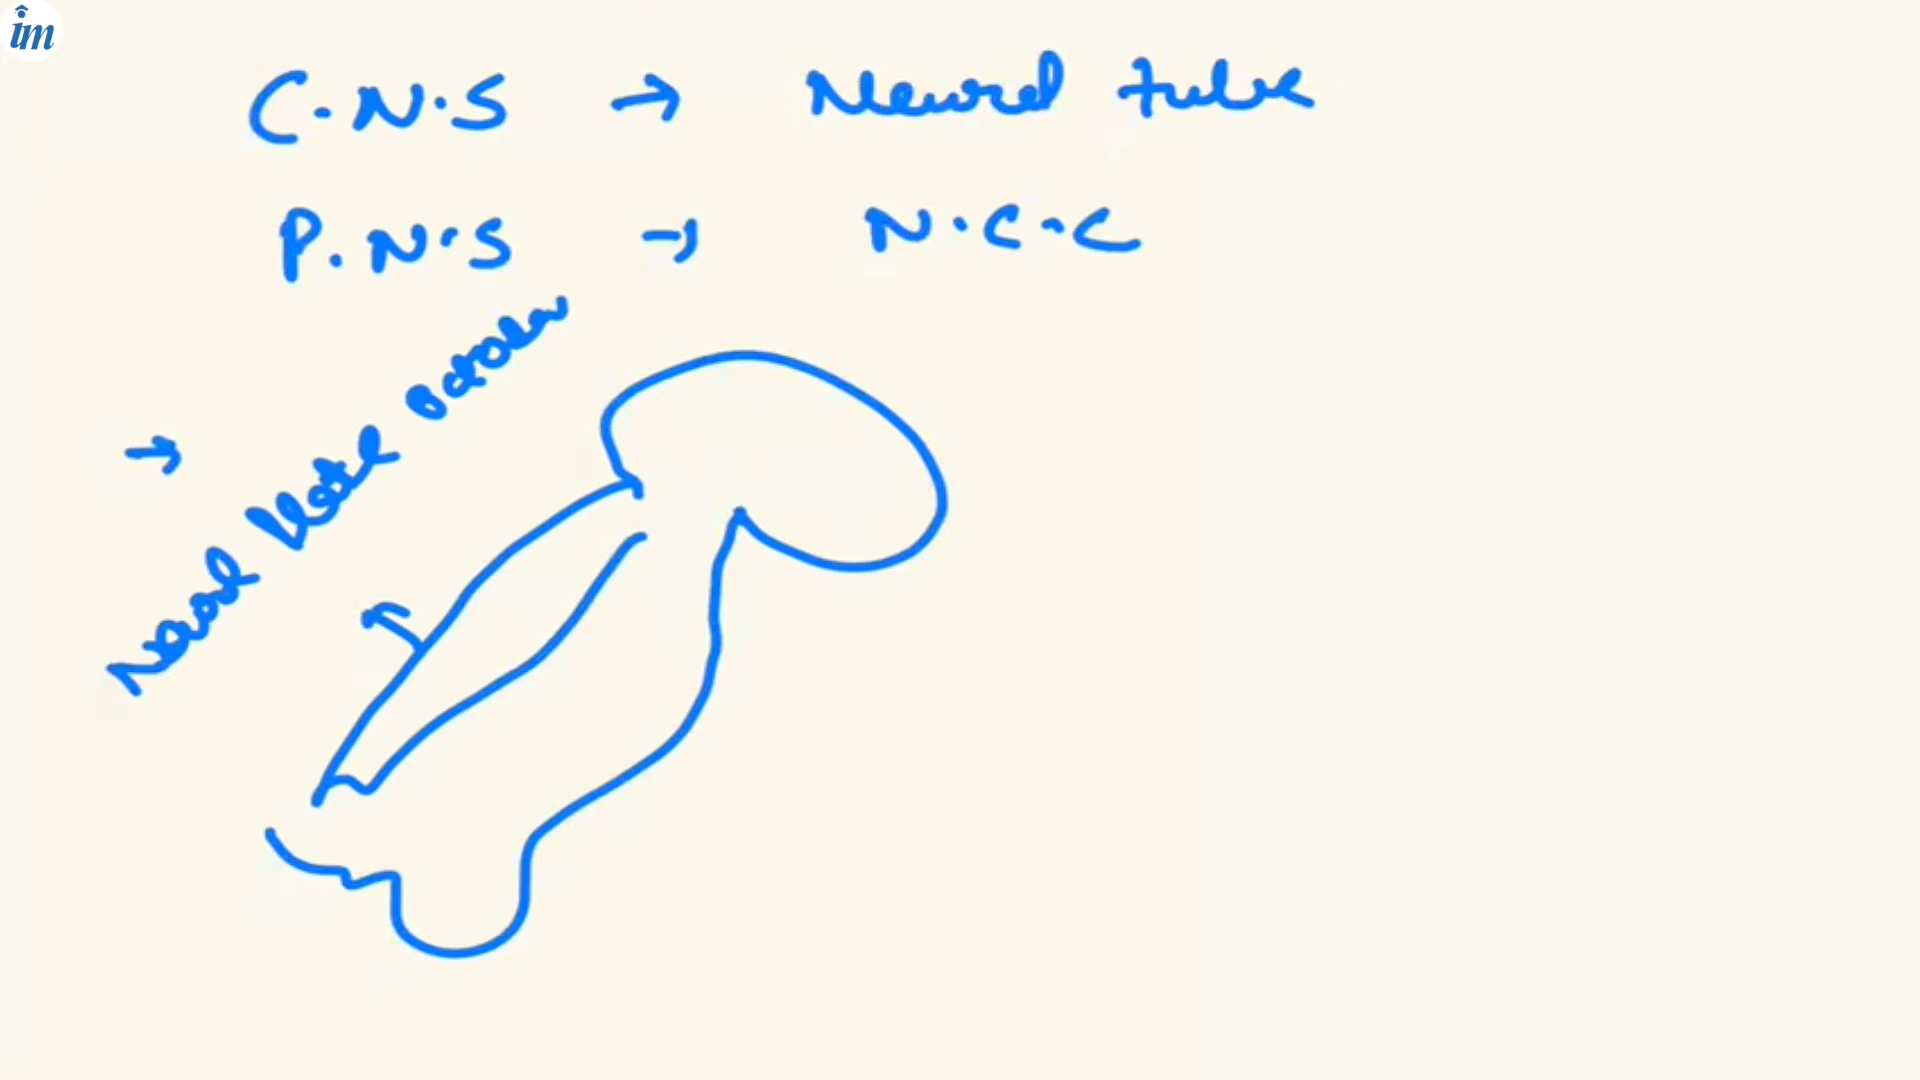 im
C.N.S → Neural tube
P.N.S → N.C.C
→
Neural Plate Border